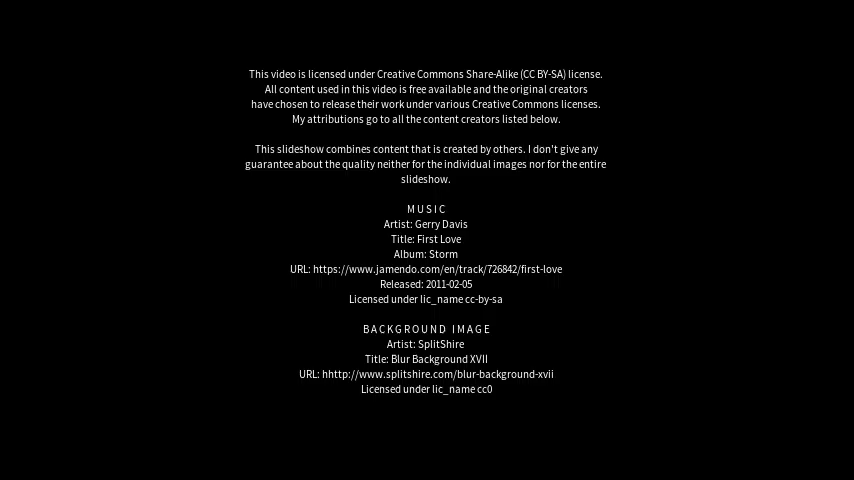 This video is licensed under Creative Commons Share-Alike (CC BY-SA) license.
All content used in this video is free available and the original creators
have chosen to release their work under various Creative Commons licenses.
My attributions go to all the content creators listed below.
This slideshow combines content that is created by others. I don't give any
guarantee about the quality neither for the individual images nor for the entire
slideshow.
MUSIC
Artist: Gerry Davis
Title: First Love
Album: Storm
URL: https://www.jamendo.com/en/track/726842/first-love
Released: 2011-02-05
Licensed under lic_name cc-by-sa
BACKGROUND IMAGE
Artist: SplitShire
Title: Blur Background XVII
URL: hhttp://www.splitshire.com/blur-background-xvii
Licensed under lic_name cc0